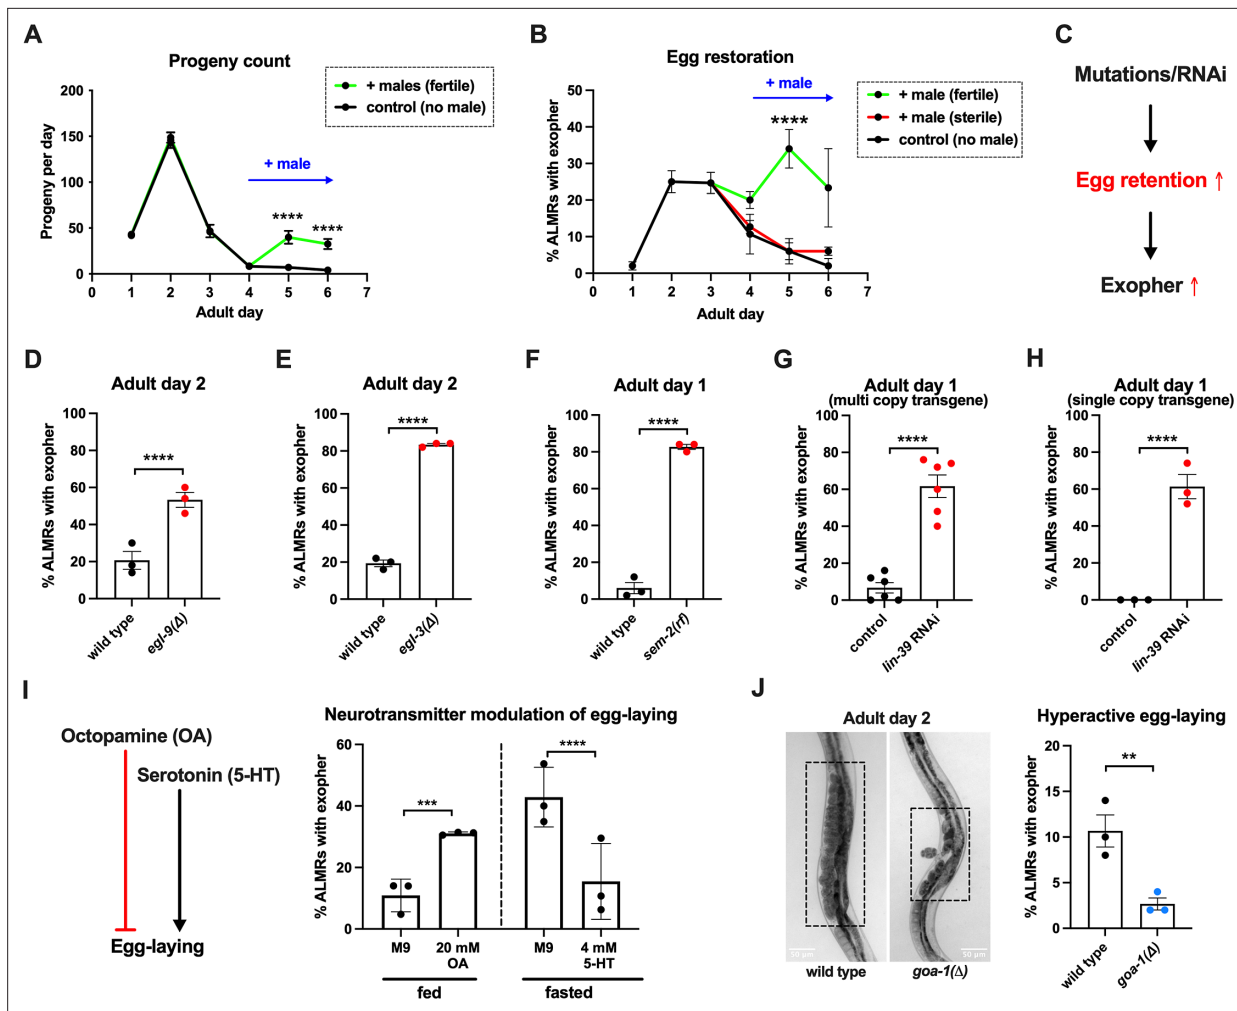 A
Progeny count
+ males (fertile)
control (no male)
+ male
****
****
Progeny per day
200
150
100
50
0
0 1 2 3 4 5 6 7
Adult day
B
Egg restoration
+ male
+ male (fertile)
+ male (sterile)
control (no male)
****
% ALMRs with exopher
50
40
30
20
10
0
0 1 2 3 4 5 6 7
Adult day
C
Mutations/RNAi
Egg retention ↑
Exopher ↑
D
Adult day 2
****
% ALMRs with exopher
100
80
60
40
20
0
wild type
egl-9(Δ)
E
Adult day 2
****
% ALMRs with exopher
100
80
60
40
20
0
wild type
egl-3(Δ)
F
Adult day 1
****
% ALMRs with exopher
100
80
60
40
20
0
wild type
sem-2(rf)
G
Adult day 1
(multi copy transgene)
****
% ALMRs with exopher
100
80
60
40
20
0
control
lin-39 RNAi
H
Adult day 1
(single copy transgene)
****
% ALMRs with exopher
100
80
60
40
20
0
control
lin-39 RNAi
I
Octopamine (OA)
Serotonin (5-HT)
Egg-laying
Neurotransmitter modulation of egg-laying
***
****
% ALMRs with exopher
60
40
20
0
M9
20 mM
OA
M9
4 mM
5-HT
fed
fasted
J
Adult day 2
50 μm
50 μm
wild type
goa-1(Δ)
Hyperactive egg-laying
**
% ALMRs with exopher
20
15
10
5
0
wild type
goa-1(Δ)